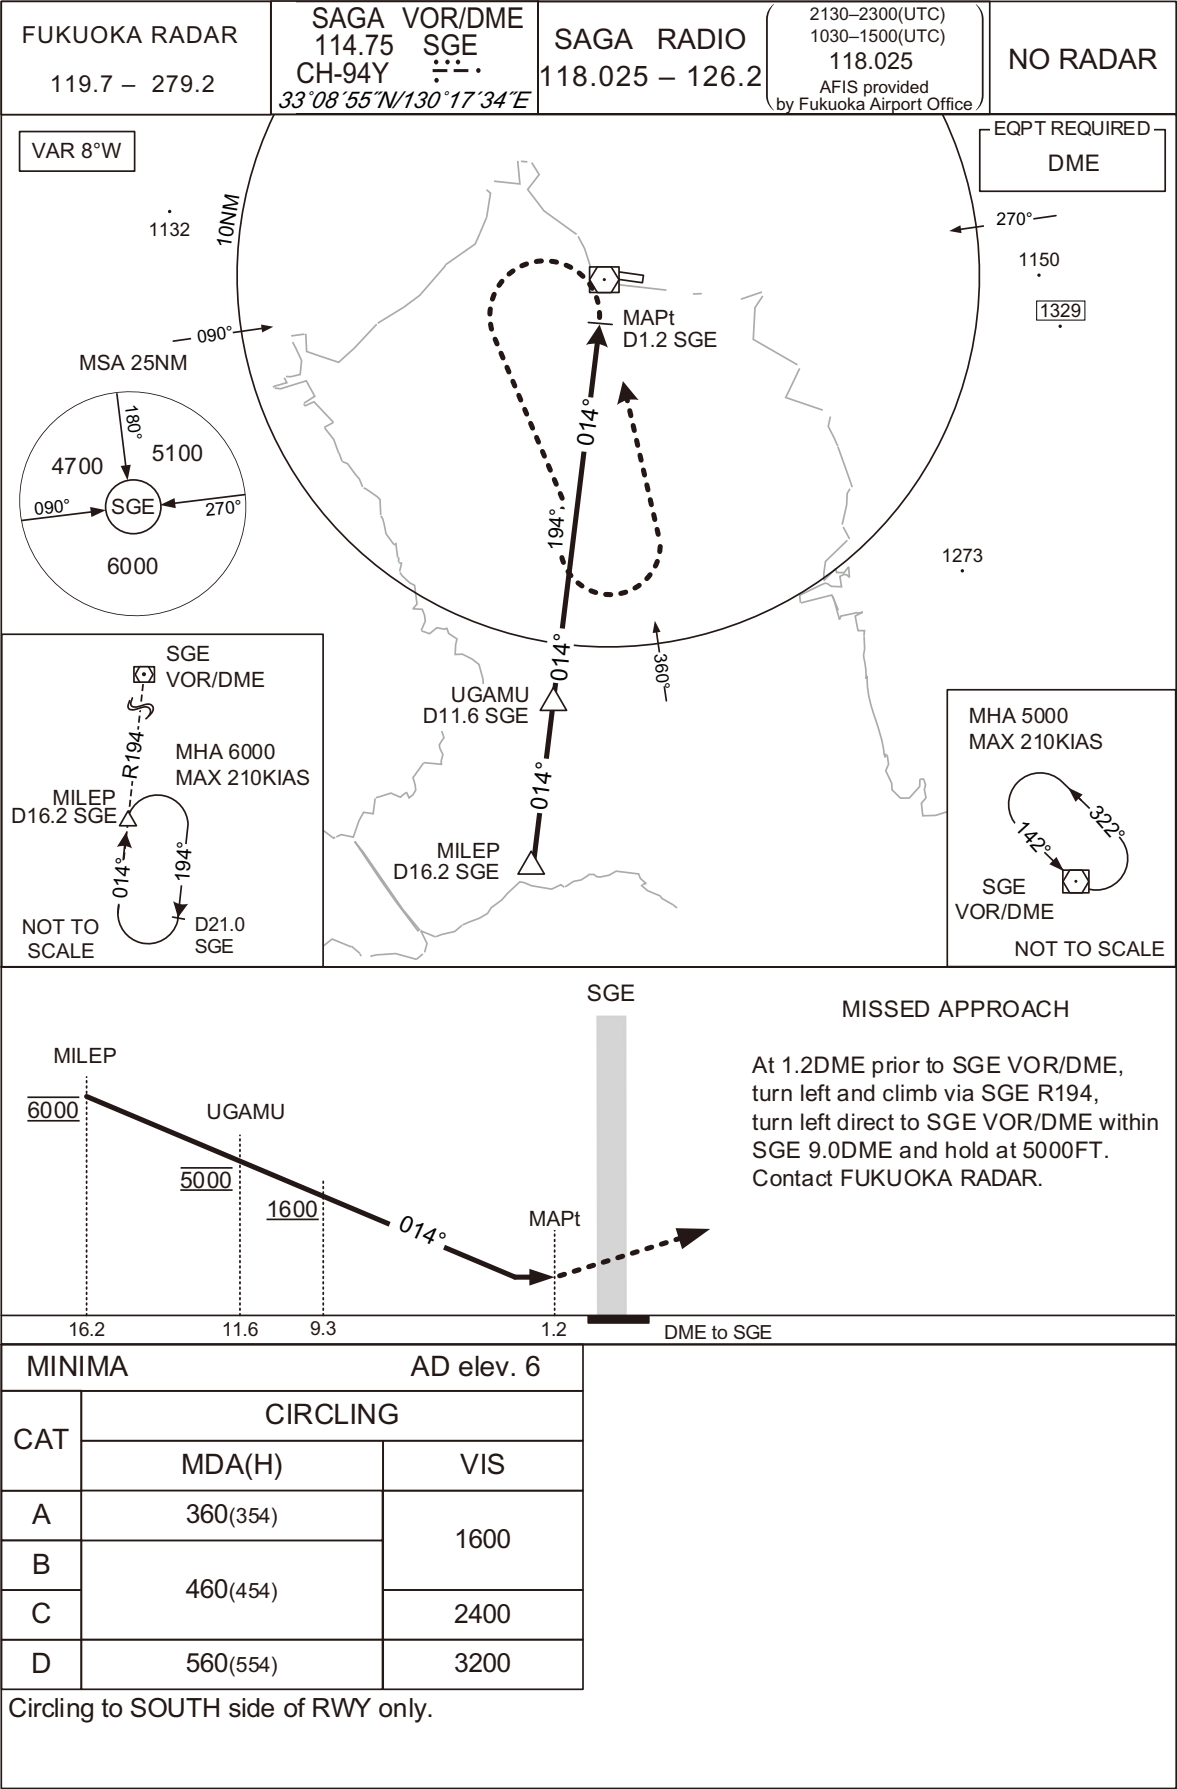 FUKUOKA RADAR
119.7 – 279.2
SAGA VOR/DME
114.75 SGE
CH-94Y
33°08′55″N/130°17′34″E
SAGA RADIO
118.025 – 126.2
2130–2300(UTC)
1030–1500(UTC)
118.025
AFIS provided
by Fukuoka Airport Office
NO RADAR
VAR 8°W
EQPT REQUIRED
DME
10NM
1132
270°
1150
1329
090°
MAPt
D1.2 SGE
MSA 25NM
180°
4700
5100
090°
SGE
270°
6000
014°
194°
1273
014°
360°
UGAMU
D11.6 SGE
014°
MILEP
D16.2 SGE
SGE
VOR/DME
R194
MHA 6000
MAX 210KIAS
MILEP
D16.2 SGE
014°
194°
D21.0
SGE
NOT TO
SCALE
MHA 5000
MAX 210KIAS
142°
322°
SGE
VOR/DME
NOT TO SCALE
SGE
MISSED APPROACH
At 1.2DME prior to SGE VOR/DME,
turn left and climb via SGE R194,
turn left direct to SGE VOR/DME within
SGE 9.0DME and hold at 5000FT.
Contact FUKUOKA RADAR.
MILEP
6000
UGAMU
5000
1600
014°
MAPt
16.2
11.6
9.3
1.2
DME to SGE
MINIMA AD elev. 6
CAT
CIRCLING
MDA(H) VIS
A 360(354)
1600
B
460(454)
C 2400
D 560(554) 3200
Circling to SOUTH side of RWY only.